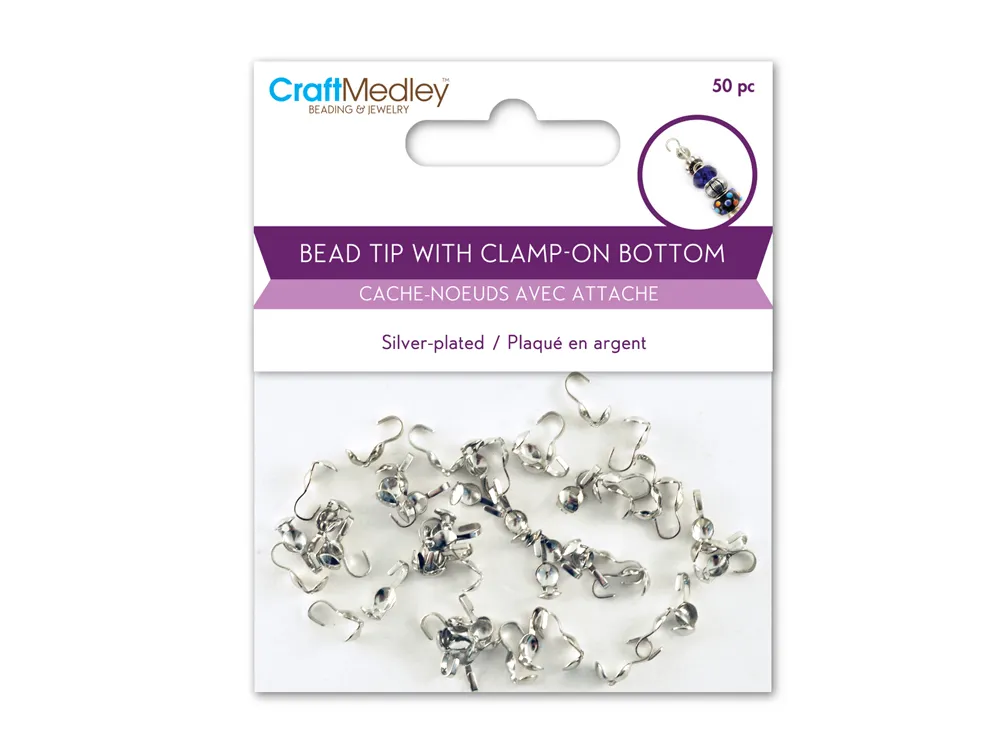 CraftMedley™
BEADING & JEWELRY
50 pc
BEAD TIP WITH CLAMP-ON BOTTOM
CACHE-NOEUDS AVEC ATTACHE
Silver-plated / Plaqué en argent